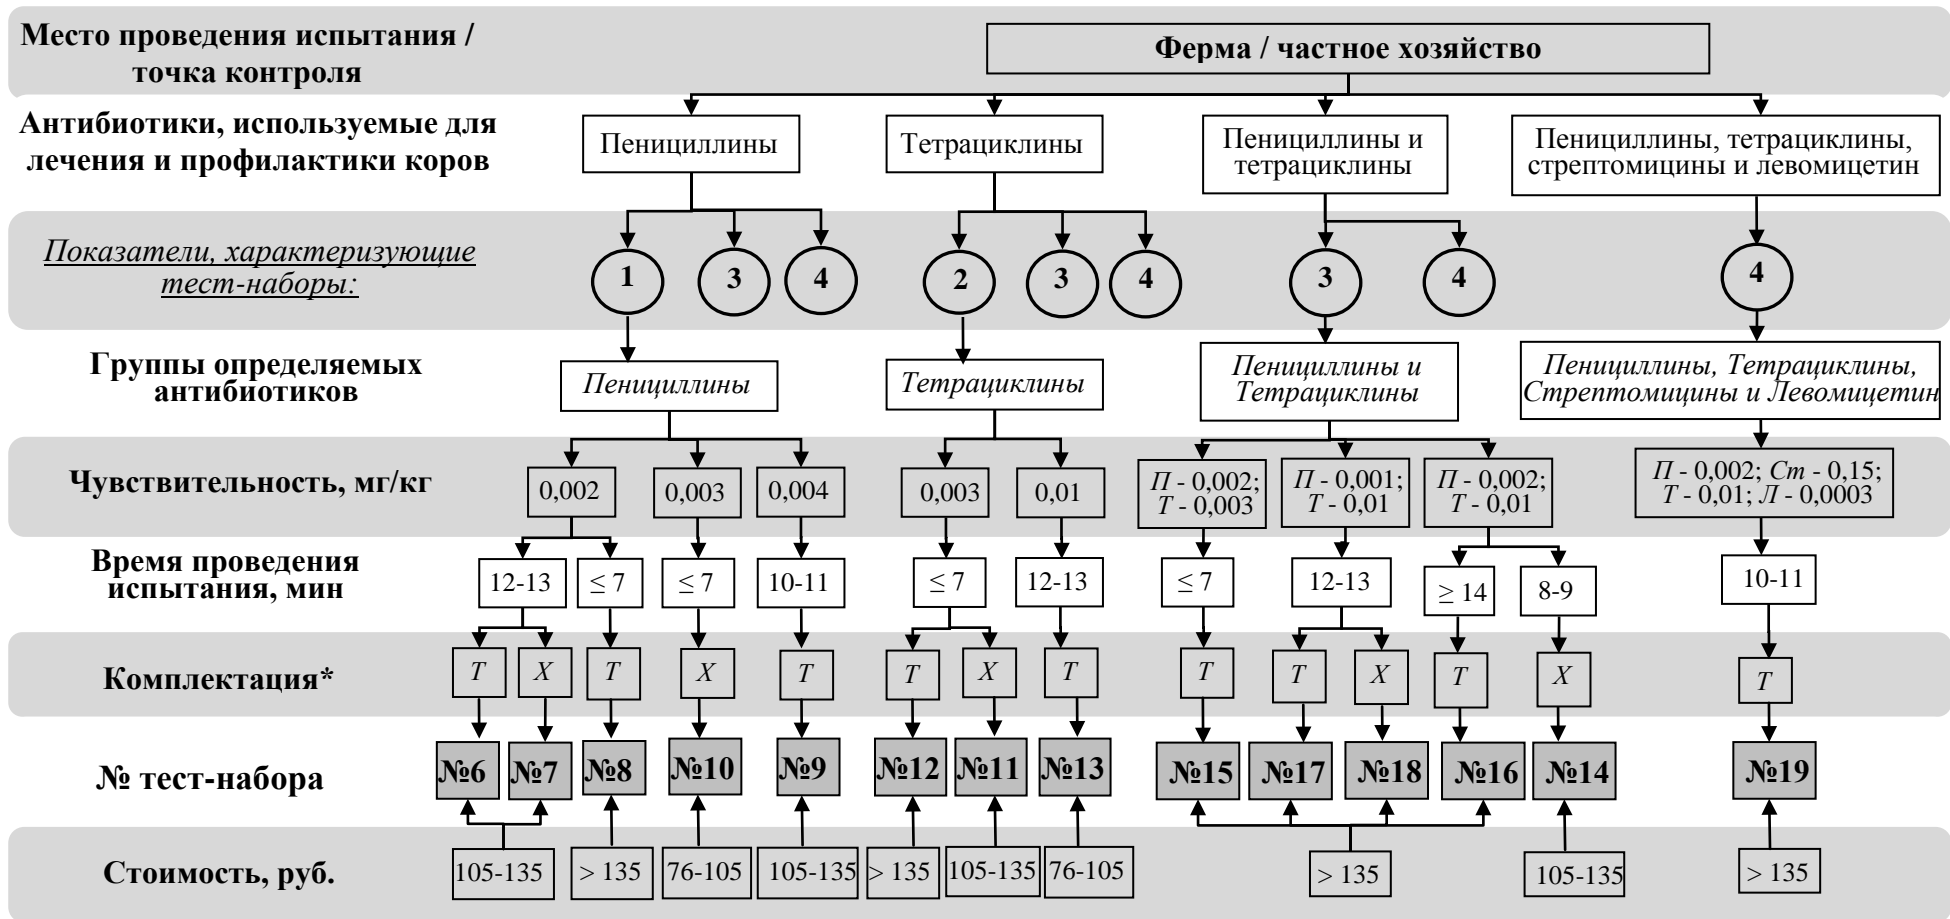 Место проведения испытания /
точка контроля
Ферма / частное хозяйство
Антибиотики, используемые для
лечения и профилактики коров
Пенициллины
Тетрациклины
Пенициллины и
тетрациклины
Пенициллины, тетрациклины,
стрептомицины и левомицетин
Показатели, характеризующие
тест-наборы:
1
3
4
2
3
4
3
4
4
Группы определяемых
антибиотиков
Пенициллины
Тетрациклины
Пенициллины и
Тетрациклины
Пенициллины, Тетрациклины,
Стрептомицины и Левомицетин
Чувствительность, мг/кг
0,002
0,003
0,004
0,003
0,01
П - 0,002;
Т - 0,003
П - 0,001;
Т - 0,01
П - 0,002;
Т - 0,01
П - 0,002; Ст - 0,15;
Т - 0,01; Л - 0,0003
Время проведения
испытания, мин
12-13
≤ 7
≤ 7
10-11
≤ 7
12-13
≤ 7
12-13
≥ 14
8-9
10-11
Комплектация*
Т
Х
Т
Х
Т
Т
Х
Т
Т
Т
Х
Т
Х
Т
№ тест-набора
№6
№7
№8
№10
№9
№12
№11
№13
№15
№17
№18
№16
№14
№19
Стоимость, руб.
105-135
> 135
76-105
105-135
> 135
105-135
76-105
> 135
105-135
> 135